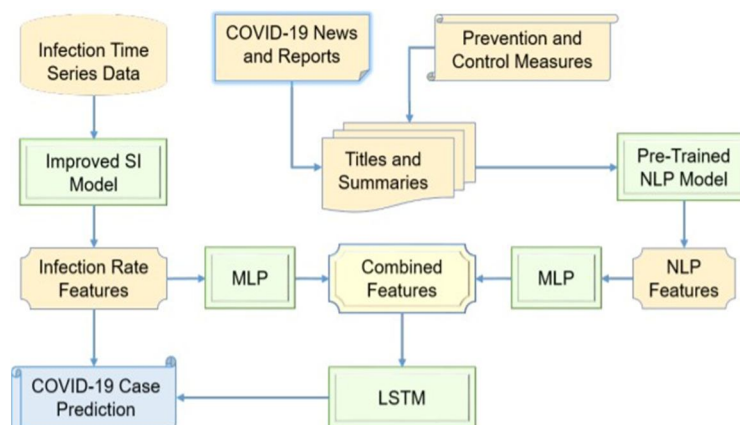 Infection Time
Series Data
COVID-19 News
and Reports
Prevention and
Control Measures
Improved SI
Model
Titles and
Summaries
Pre-Trained
NLP Model
Infection Rate
Features
MLP
Combined
Features
MLP
NLP
Features
COVID-19 Case
Prediction
LSTM